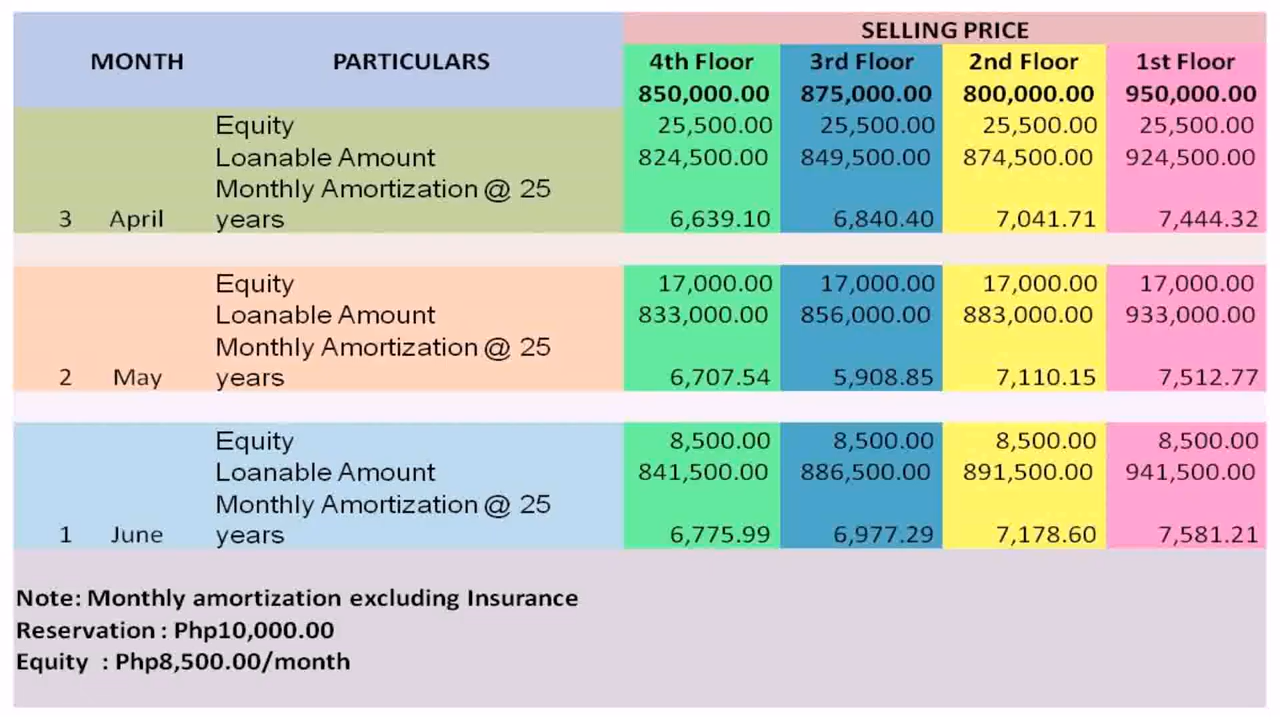 SELLING PRICE
MONTH PARTICULARS 4th Floor 3rd Floor 2nd Floor 1st Floor
850,000.00 875,000.00 800,000.00 950,000.00
Equity 25,500.00 25,500.00 25,500.00 25,500.00
Loanable Amount 824,500.00 849,500.00 874,500.00 924,500.00
Monthly Amortization @ 25
3 April years 6,639.10 6,840.40 7,041.71 7,444.32
Equity 17,000.00 17,000.00 17,000.00 17,000.00
Loanable Amount 833,000.00 856,000.00 883,000.00 933,000.00
Monthly Amortization @ 25
2 May years 6,707.54 5,908.85 7,110.15 7,512.77
Equity 8,500.00 8,500.00 8,500.00 8,500.00
Loanable Amount 841,500.00 886,500.00 891,500.00 941,500.00
Monthly Amortization @ 25
1 June years 6,775.99 6,977.29 7,178.60 7,581.21
Note: Monthly amortization excluding Insurance
Reservation : Php10,000.00
Equity : Php8,500.00/month